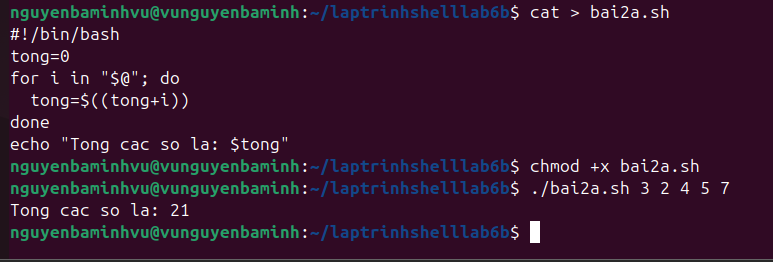 nguyenbaminhvu@vunguyenbaminh:~/laptrinhshelllab6b$ cat > bai2a.sh
#!/bin/bash
tong=0
for i in "$@"; do
  tong=$((tong+i))
done
echo "Tong cac so la: $tong"
nguyenbaminhvu@vunguyenbaminh:~/laptrinhshelllab6b$ chmod +x bai2a.sh
nguyenbaminhvu@vunguyenbaminh:~/laptrinhshelllab6b$ ./bai2a.sh 3 2 4 5 7
Tong cac so la: 21
nguyenbaminhvu@vunguyenbaminh:~/laptrinhshelllab6b$